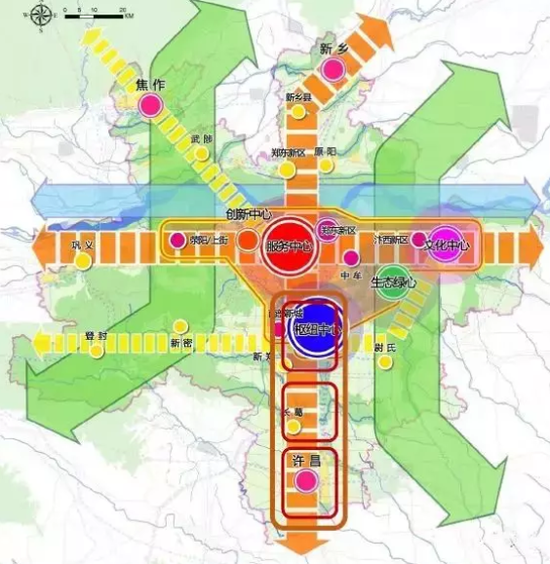 0 5 10 20
KM
新乡
焦作
新乡县
武陟
郑东新区
原阳
创新中心
巩义
荥阳/上街
服务中心
郑东新区
汴西新区
文化中心
中牟
生态绿心
登封
新密
新城
枢纽中心
新郑
尉氏
长葛
许昌